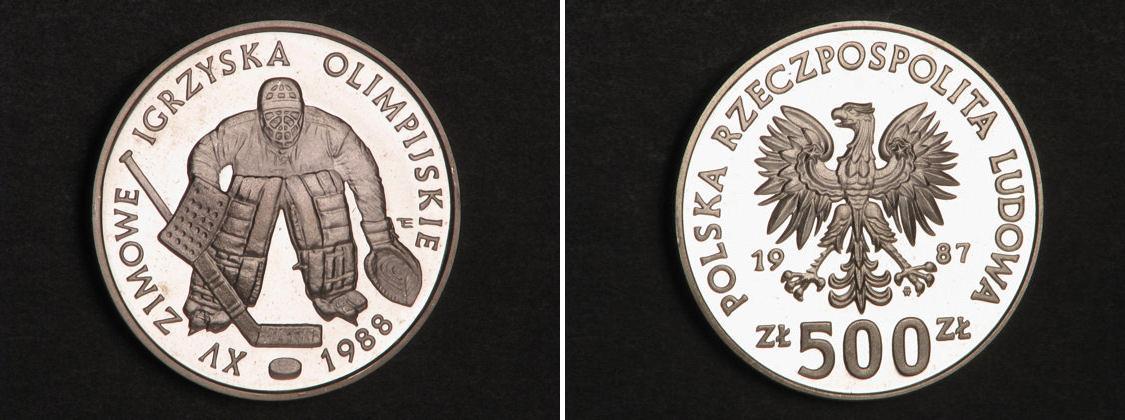 XV ZIMOWE IGRZYSKA OLIMPIJSKIE 1988
POLSKA RZECZPOSPOLITA LUDOWA
19 87
ZŁ 500 ZŁ